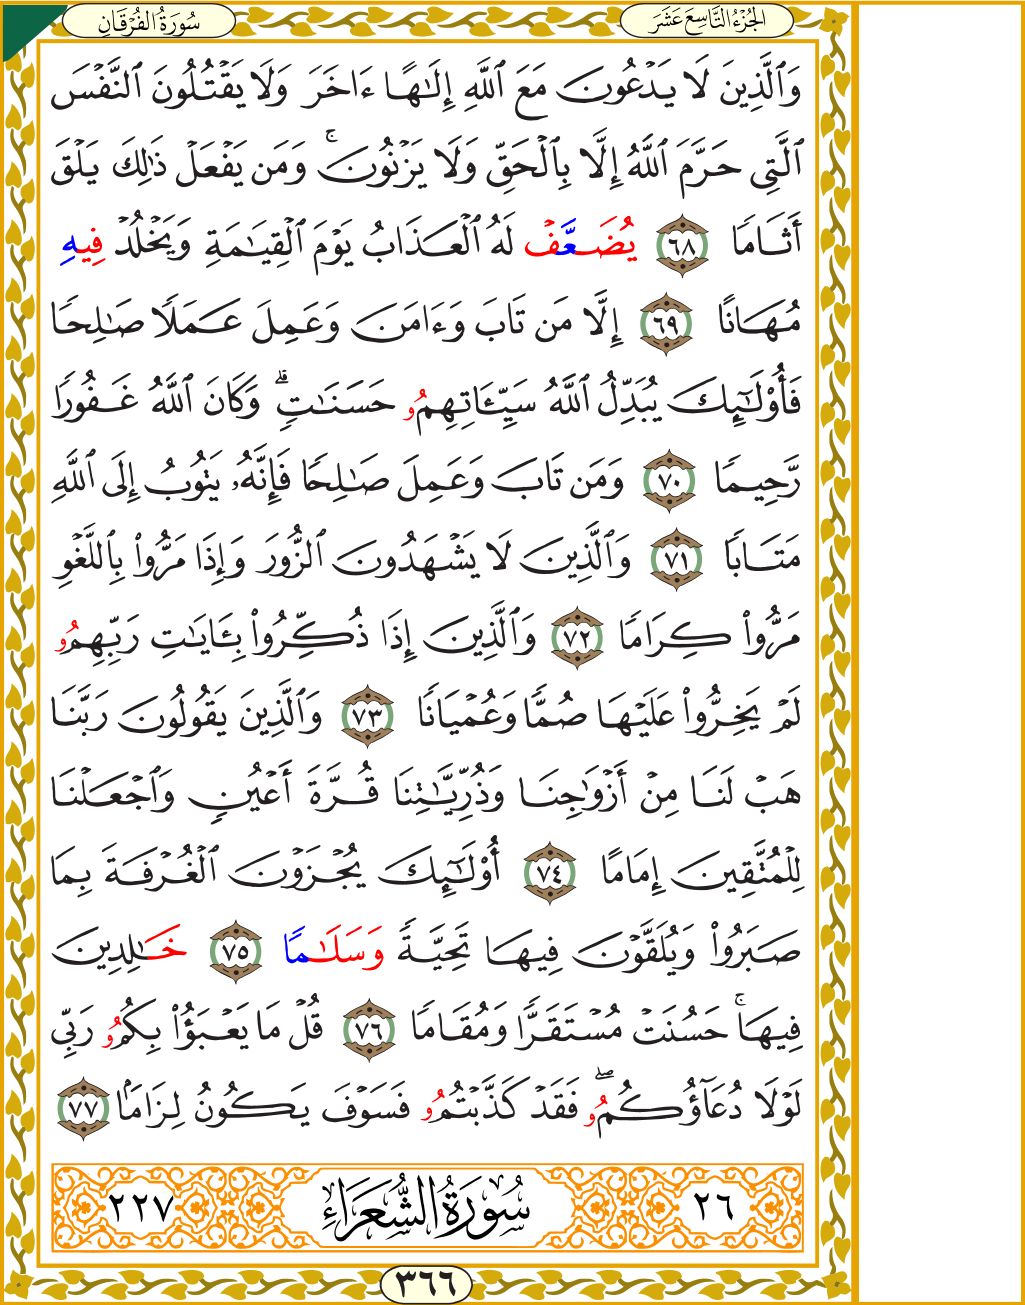 الجُزْءُ التَّاسِعَ عَشَرَ
سُورَةُ الفُرْقَانِ
وَٱلَّذِينَ لَا يَدْعُونَ مَعَ ٱللَّهِ إِلَٰهًا ءَاخَرَ وَلَا يَقْتُلُونَ ٱلنَّفْسَ
ٱلَّتِى حَرَّمَ ٱللَّهُ إِلَّا بِٱلْحَقِّ وَلَا يَزْنُونَ ۚ وَمَن يَفْعَلْ ذَٰلِكَ يَلْقَ
أَثَامًا ٦٨ يُضَعَّفْ لَهُ ٱلْعَذَابُ يَوْمَ ٱلْقِيَٰمَةِ وَيَخْلُدْ فِيهِ
مُهَانًا ٦٩ إِلَّا مَن تَابَ وَءَامَنَ وَعَمِلَ عَمَلًا صَٰلِحًا
فَأُوْلَٰٓئِكَ يُبَدِّلُ ٱللَّهُ سَيِّـَٔاتِهِمُو حَسَنَٰتٍ ۗ وَكَانَ ٱللَّهُ غَفُورًا
رَّحِيمًا ٧٠ وَمَن تَابَ وَعَمِلَ صَٰلِحًا فَإِنَّهُۥ يَتُوبُ إِلَى ٱللَّهِ
مَتَابًا ٧١ وَٱلَّذِينَ لَا يَشْهَدُونَ ٱلزُّورَ وَإِذَا مَرُّواْ بِٱللَّغْوِ
مَرُّواْ كِرَامًا ٧٢ وَٱلَّذِينَ إِذَا ذُكِّرُواْ بِـَٔايَٰتِ رَبِّهِمُو
لَمْ يَخِرُّواْ عَلَيْهَا صُمًّا وَعُمْيَانًا ٧٣ وَٱلَّذِينَ يَقُولُونَ رَبَّنَا
هَبْ لَنَا مِنْ أَزْوَٰجِنَا وَذُرِّيَّٰتِنَا قُرَّةَ أَعْيُنٍ وَٱجْعَلْنَا
لِلْمُتَّقِينَ إِمَامًا ٧٤ أُوْلَٰٓئِكَ يُجْزَوْنَ ٱلْغُرْفَةَ بِمَا
صَبَرُواْ وَيُلَقَّوْنَ فِيهَا تَحِيَّةً وَسَلَٰمًا ٧٥ خَٰلِدِينَ
فِيهَا ۚ حَسُنَتْ مُسْتَقَرًّا وَمُقَامًا ٧٦ قُلْ مَا يَعْبَؤُاْ بِكُمُو رَبِّى
لَوْلَا دُعَآؤُكُمُو ۖ فَقَدْ كَذَّبْتُمُو فَسَوْفَ يَكُونُ لِزَامًۢا ٧٧
٢٦ سُورَةُ الشُّعَرَاءِ ٢٢٧
٣٦٦